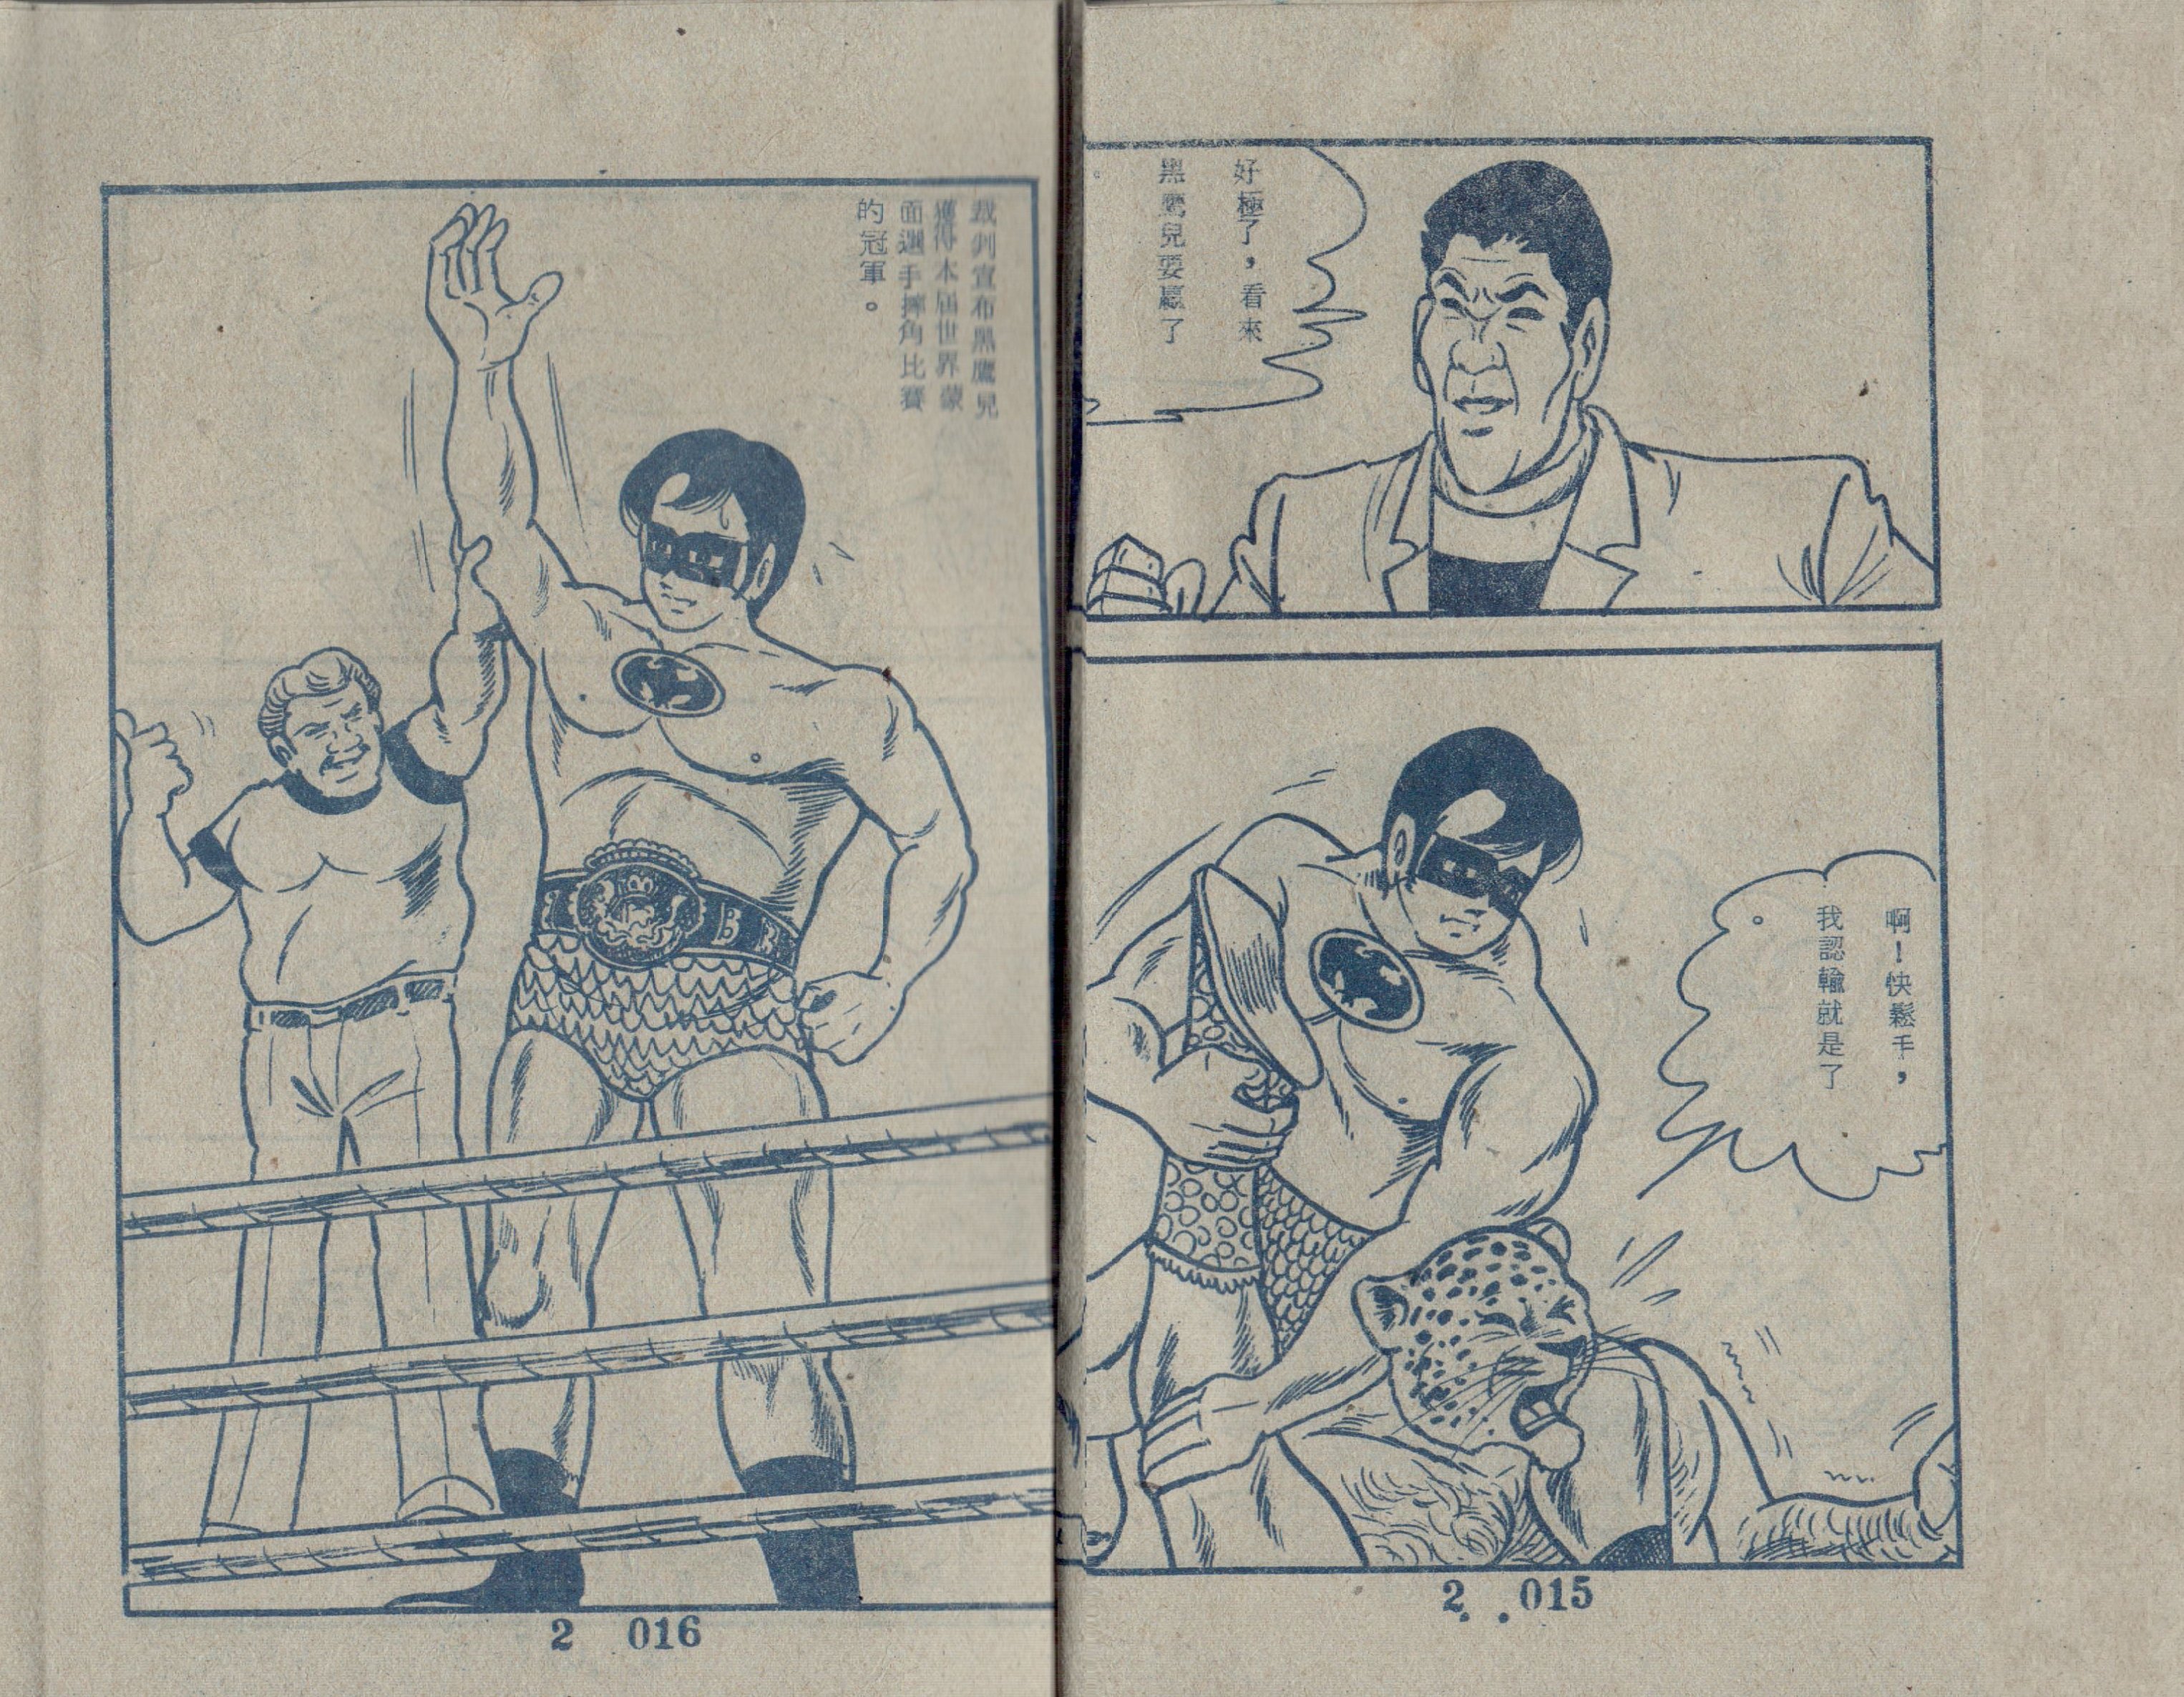 好極了，看來
黑鷹兒要贏了
。
啊！快鬆手，
我認輸就是了
。
2 015
裁判宣布黑鷹兒
獲得本屆世界蒙
面選手摔角比賽
的冠軍。
B
2 016